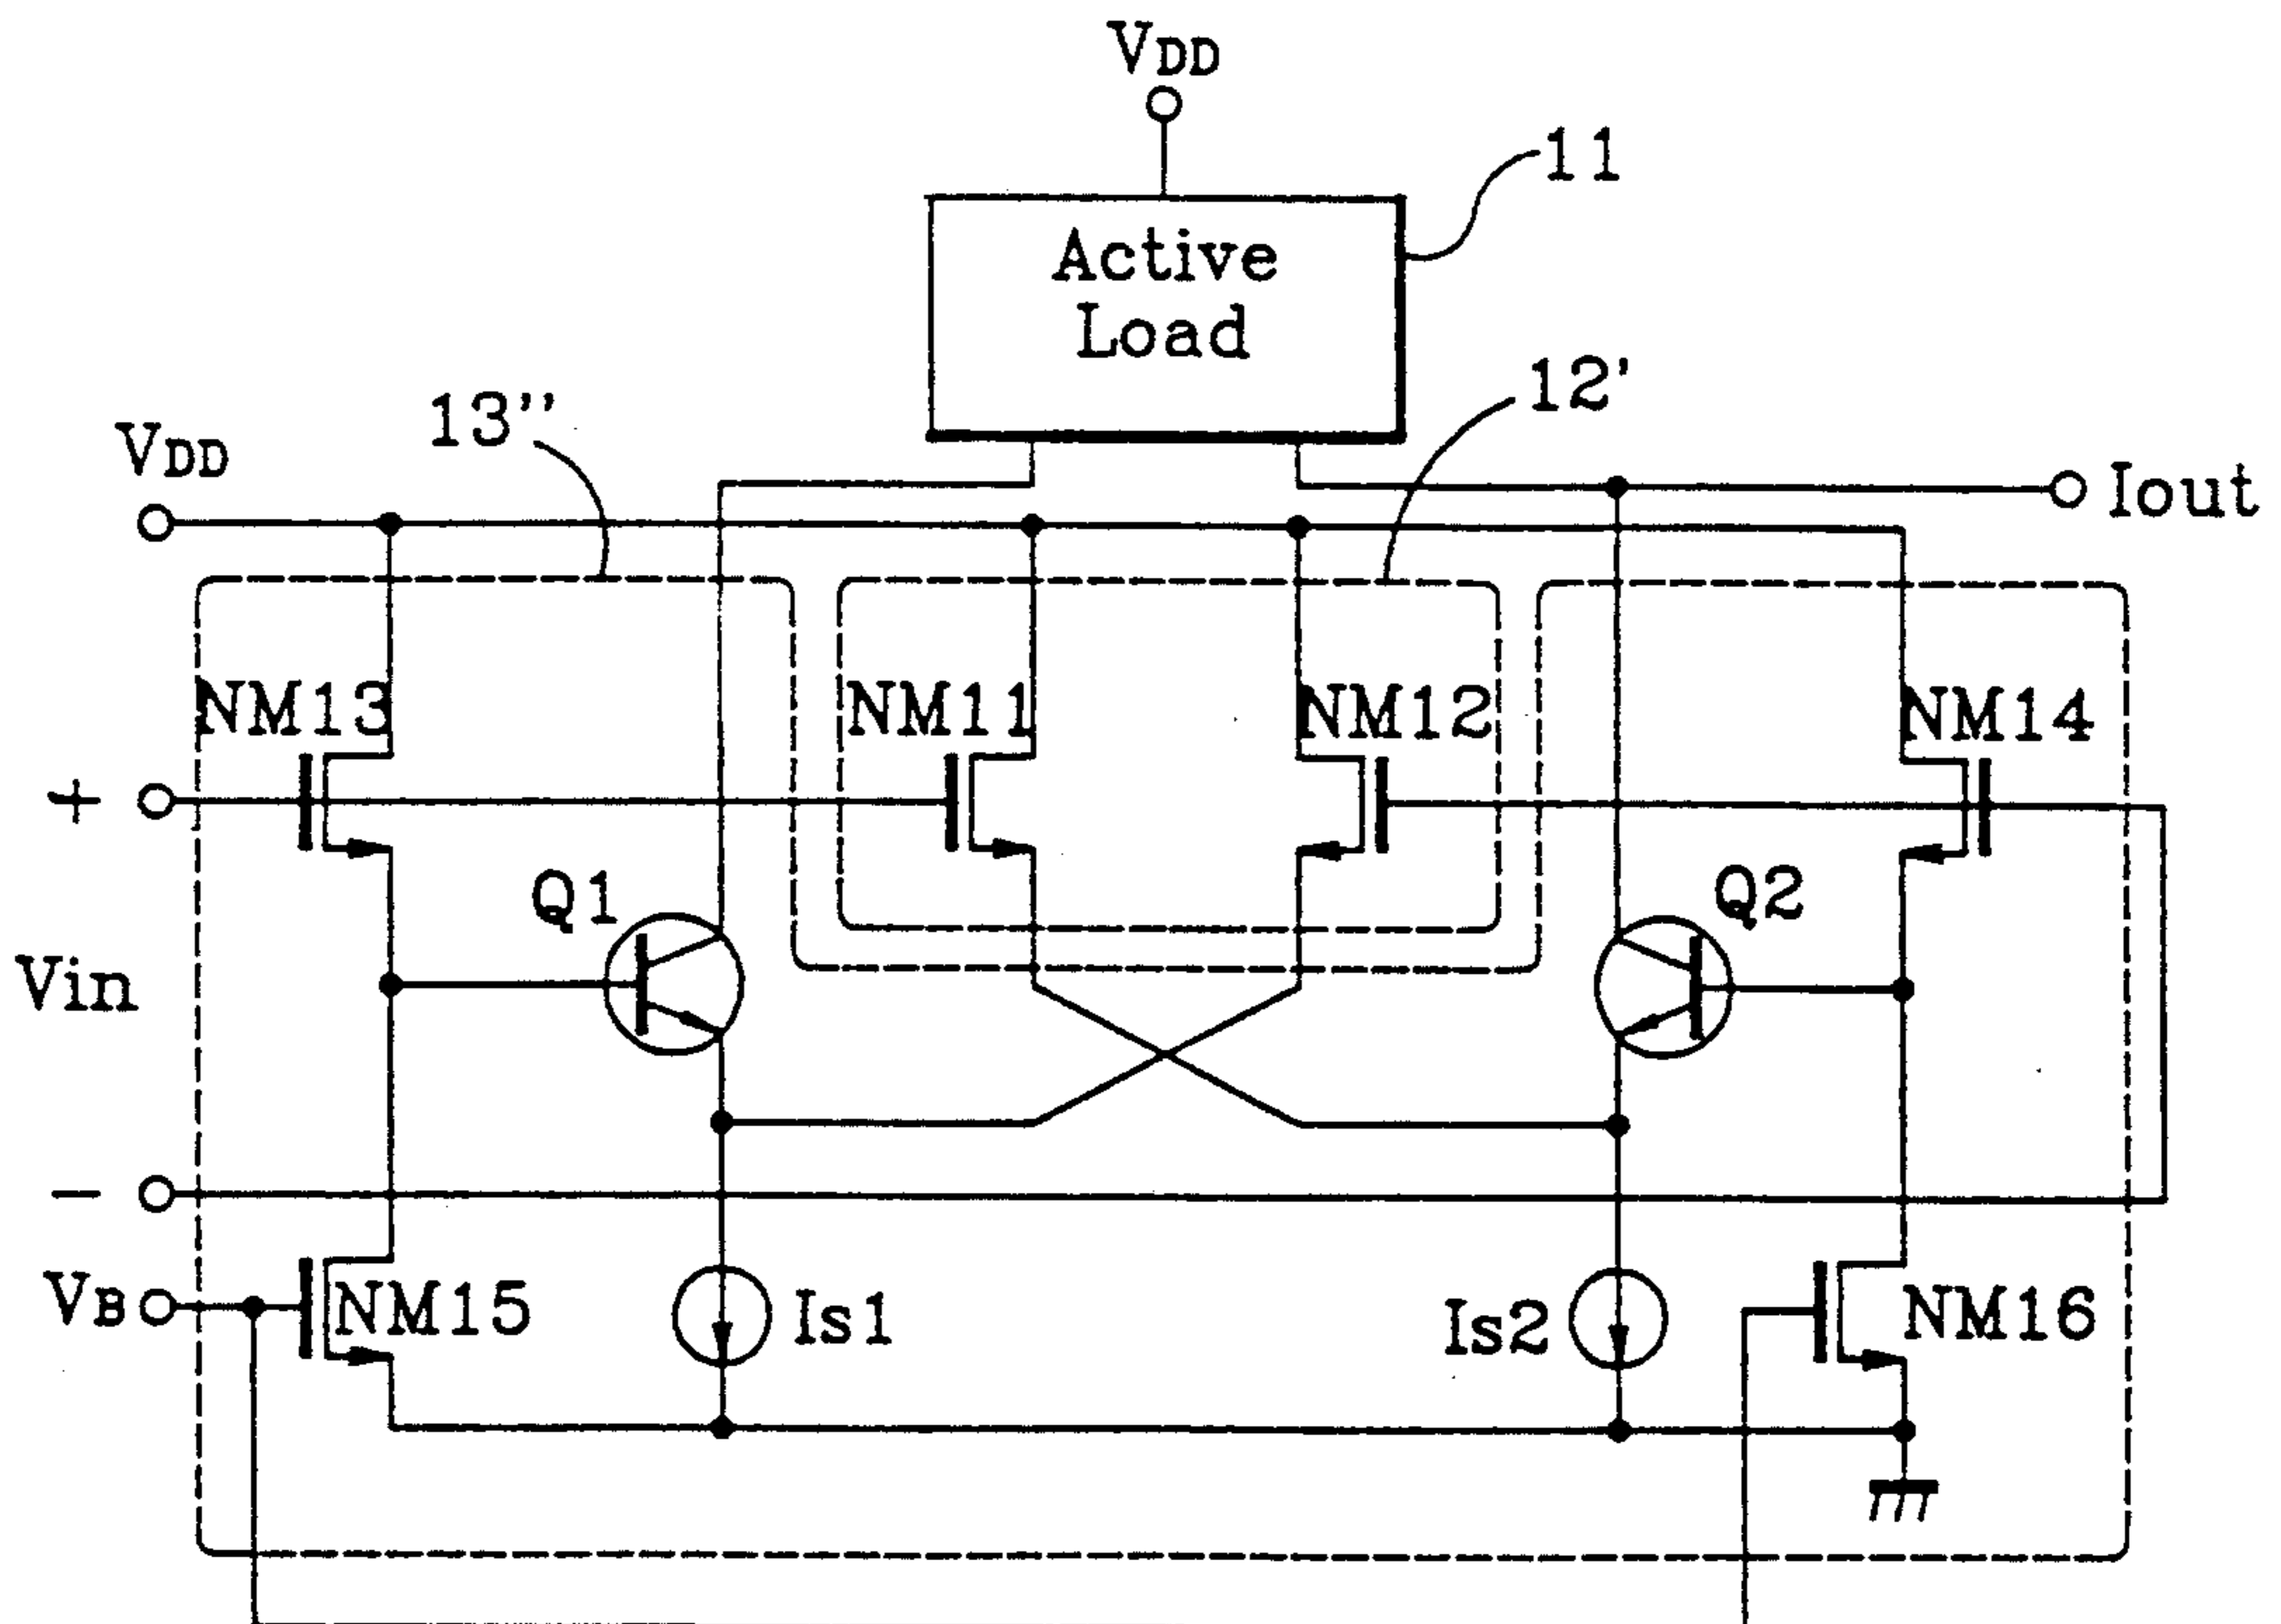 VDD
11
Active
Load
12'
13''
VDD
Iout
NM13
NM11
NM12
NM14
+
Q1
Q2
Vin
−
VB
NM15
Is1
Is2
NM16